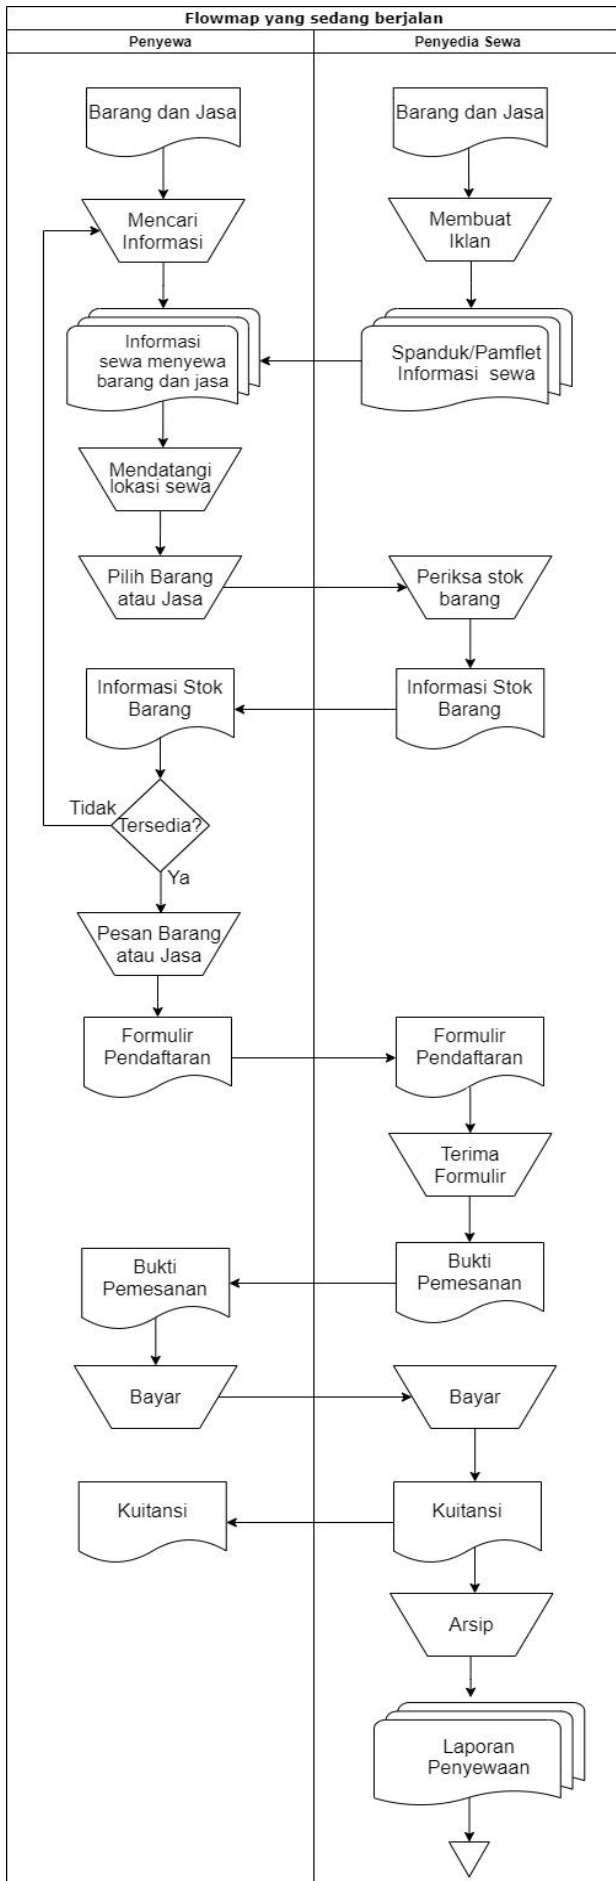 Flowmap yang sedang berjalan
Penyewa
Penyedia Sewa
Barang dan Jasa
Barang dan Jasa
Mencari
Informasi
Membuat
Iklan
Informasi
sewa menyewa
barang dan jasa
Spanduk/Pamflet
Informasi sewa
Mendatangi
lokasi sewa
Pilih Barang
atau Jasa
Periksa stok
barang
Informasi Stok
Barang
Informasi Stok
Barang
Tidak
Tersedia?
Ya
Pesan Barang
atau Jasa
Formulir
Pendaftaran
Formulir
Pendaftaran
Terima
Formulir
Bukti
Pemesanan
Bukti
Pemesanan
Bayar
Bayar
Kuitansi
Kuitansi
Arsip
Laporan
Penyewaan